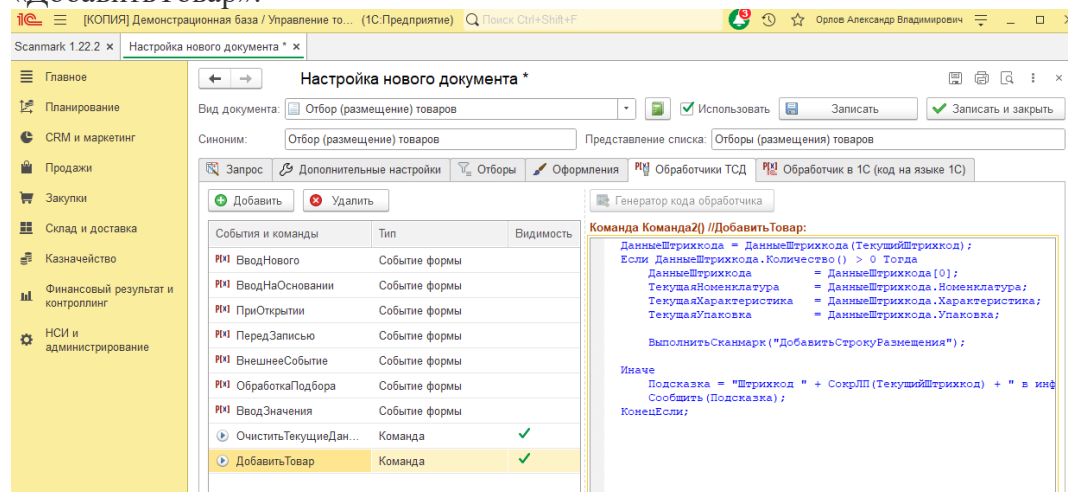 «ДобавитьТовар».
[КОПИЯ] Демонстрационная база / Управление то... (1С:Предприятие) Поиск Ctrl+Shift+F 3 Орлов Александр Владимирович
Scanmark 1.22.2 × Настройка нового документа * ×
Главное
Планирование
CRM и маркетинг
Продажи
Закупки
Склад и доставка
Казначейство
Финансовый результат и
контроллинг
НСИ и
администрирование
Настройка нового документа *
Вид документа: Отбор (размещение) товаров Использовать Записать Записать и закрыть
Синоним: Отбор (размещение) товаров Представление списка: Отборы (размещения) товаров
Запрос Дополнительные настройки Отборы Оформления Обработчики ТСД Обработчик в 1С (код на языке 1С)
Добавить Удалить Генератор кода обработчика
События и команды Тип Видимость
ВводНового Событие формы
ВводНаОсновании Событие формы
ПриОткрытии Событие формы
ПередЗаписью Событие формы
ВнешнееСобытие Событие формы
ОбработкаПодбора Событие формы
ВводЗначения Событие формы
ОчиститьТекущиеДан... Команда
ДобавитьТовар Команда
Команда Команда2() //ДобавитьТовар:
ДанныеШтрихкода = ДанныеШтрихкода(ТекущийШтрихкод);
Если ДанныеШтрихкода.Количество() > 0 Тогда
ДанныеШтрихкода = ДанныеШтрихкода[0];
ТекущаяНоменклатура = ДанныеШтрихкода.Номенклатура;
ТекущаяХарактеристика = ДанныеШтрихкода.Характеристика;
ТекущаяУпаковка = ДанныеШтрихкода.Упаковка;
ВыполнитьСканмарк("ДобавитьСтрокуРазмещения");
Иначе
Подсказка = "Штрихкод " + СокрЛП(ТекущийШтрихкод) + " в инф
Сообщить(Подсказка);
КонецЕсли;